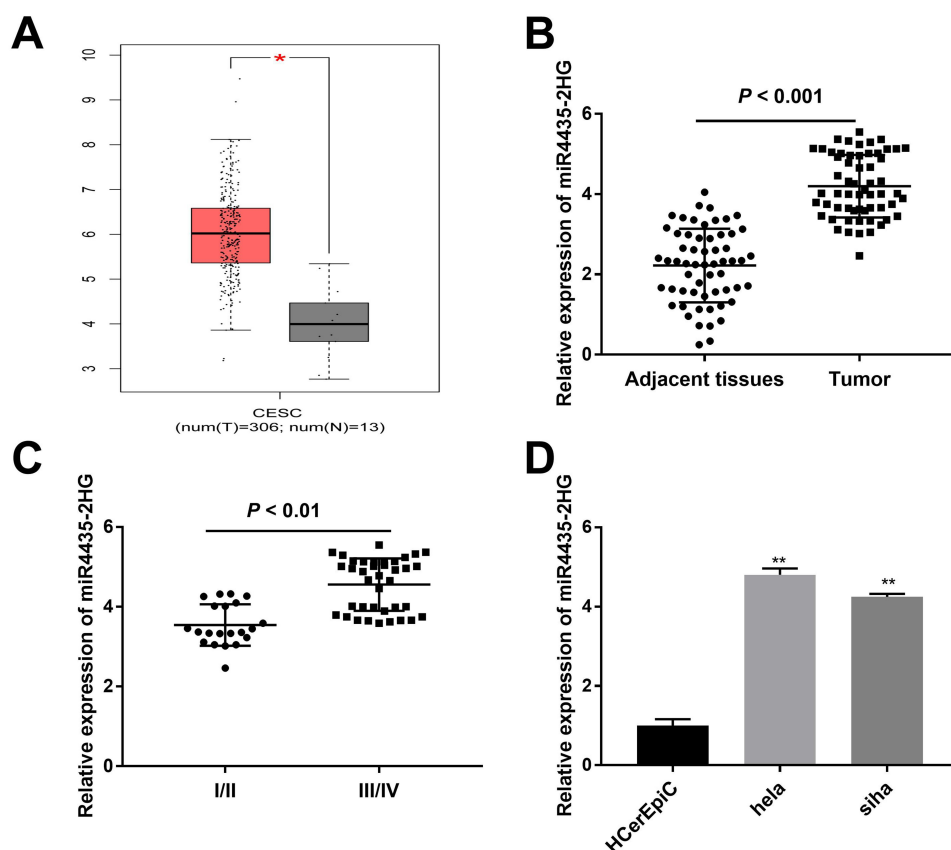 A
10
9
8
7
6
5
4
3
*
CESC
(num(T)=306; num(N)=13)
B
Relative expression of miR4435-2HG
P < 0.001
6
4
2
0
Adjacent tissues
Tumor
C
Relative expression of miR4435-2HG
P < 0.01
6
4
2
0
I/II
III/IV
D
Relative expression of miR4435-2HG
6
4
2
0
**
**
HCerEpiC
hela
siha